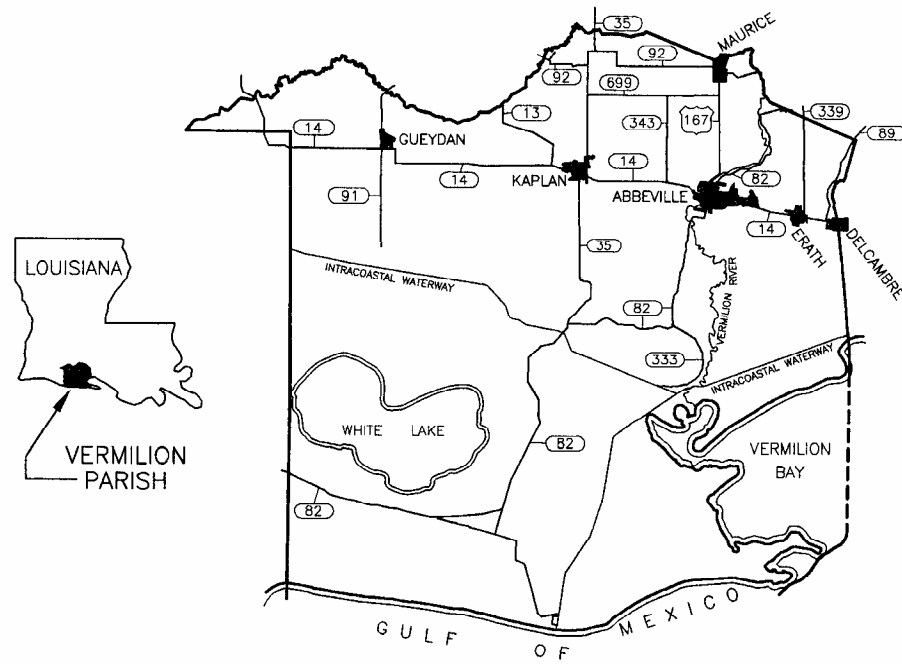 35
MAURICE
92
92
699
13
339
343
167
89
14
GUEYDAN
14
KAPLAN
14
82
ABBEVILLE
91
14
ERATH
DELCAMBRE
LOUISIANA
35
INTRACOASTAL WATERWAY
VERMILION RIVER
82
333
INTRACOASTAL WATERWAY
WHITE LAKE
82
VERMILION
BAY
VERMILION
PARISH
82
GULF OF MEXICO